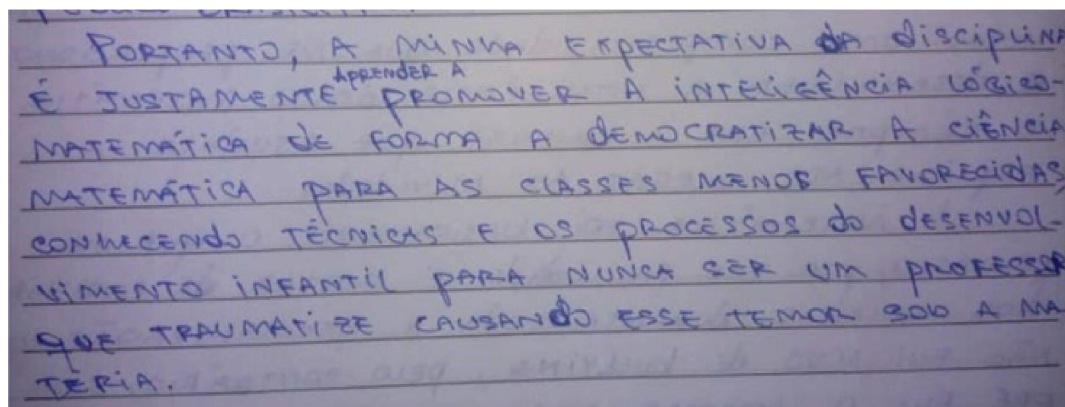 PORTANTO, A MINHA EXPECTATIVA DA disciplina
APRENDER A
É JUSTAMENTE PROMOVER A INTELIGÊNCIA LÓGICO-
MATEMÁTICA DE FORMA A DEMOCRATIZAR A CIÊNCIA
MATEMÁTICA PARA AS CLASSES MENOS FAVORECIDAS,
CONHECENDO TÉCNICAS E OS PROCESSOS DO DESENVOL-
VIMENTO INFANTIL PARA NUNCA SER UM PROFESSOR
QUE TRAUMATIZE CAUSANDO ESSE TEMOR SOB A MA
TÉRIA.